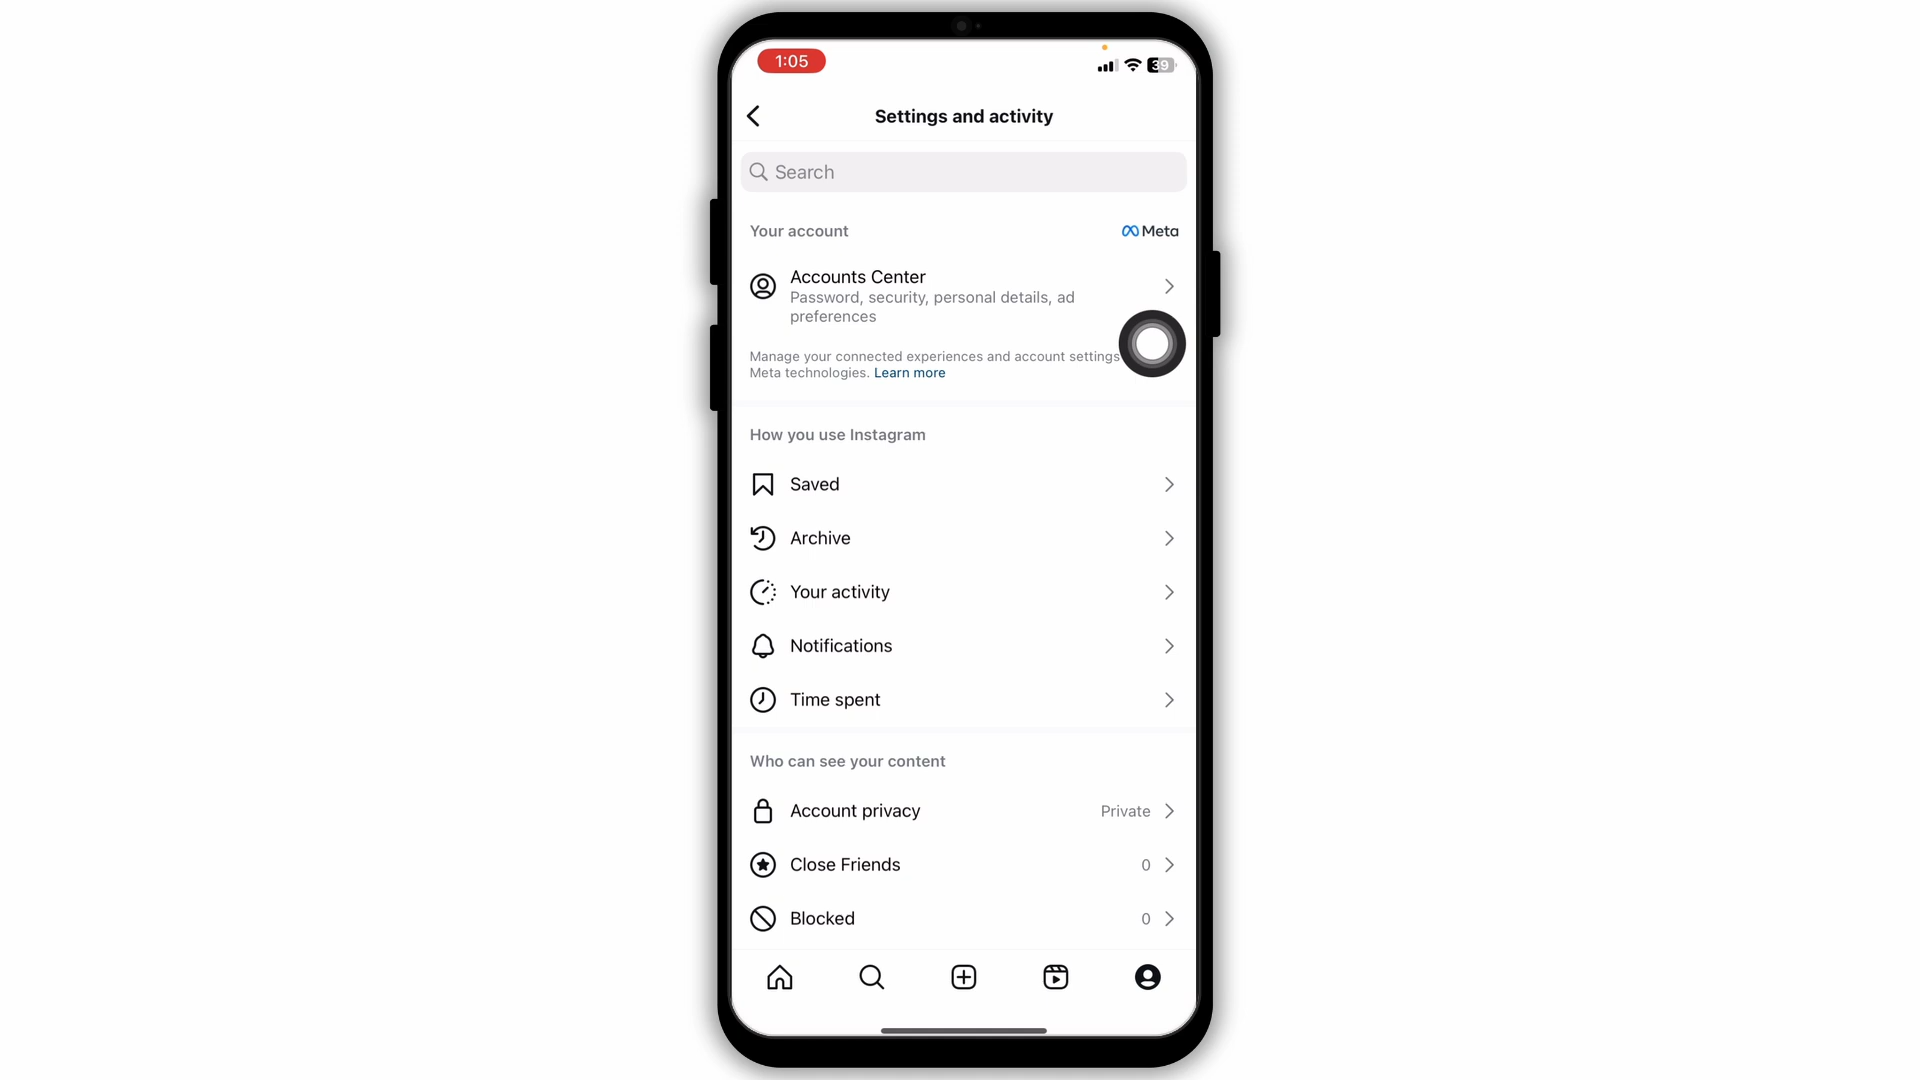 1:05
39
Settings and activity
Search
Your account
Meta
Accounts Center
Password, security, personal details, ad
preferences
Manage your connected experiences and account settings
Meta technologies. Learn more
How you use Instagram
Saved
Archive
Your activity
Notifications
Time spent
Who can see your content
Account privacy Private
Close Friends 0
Blocked 0